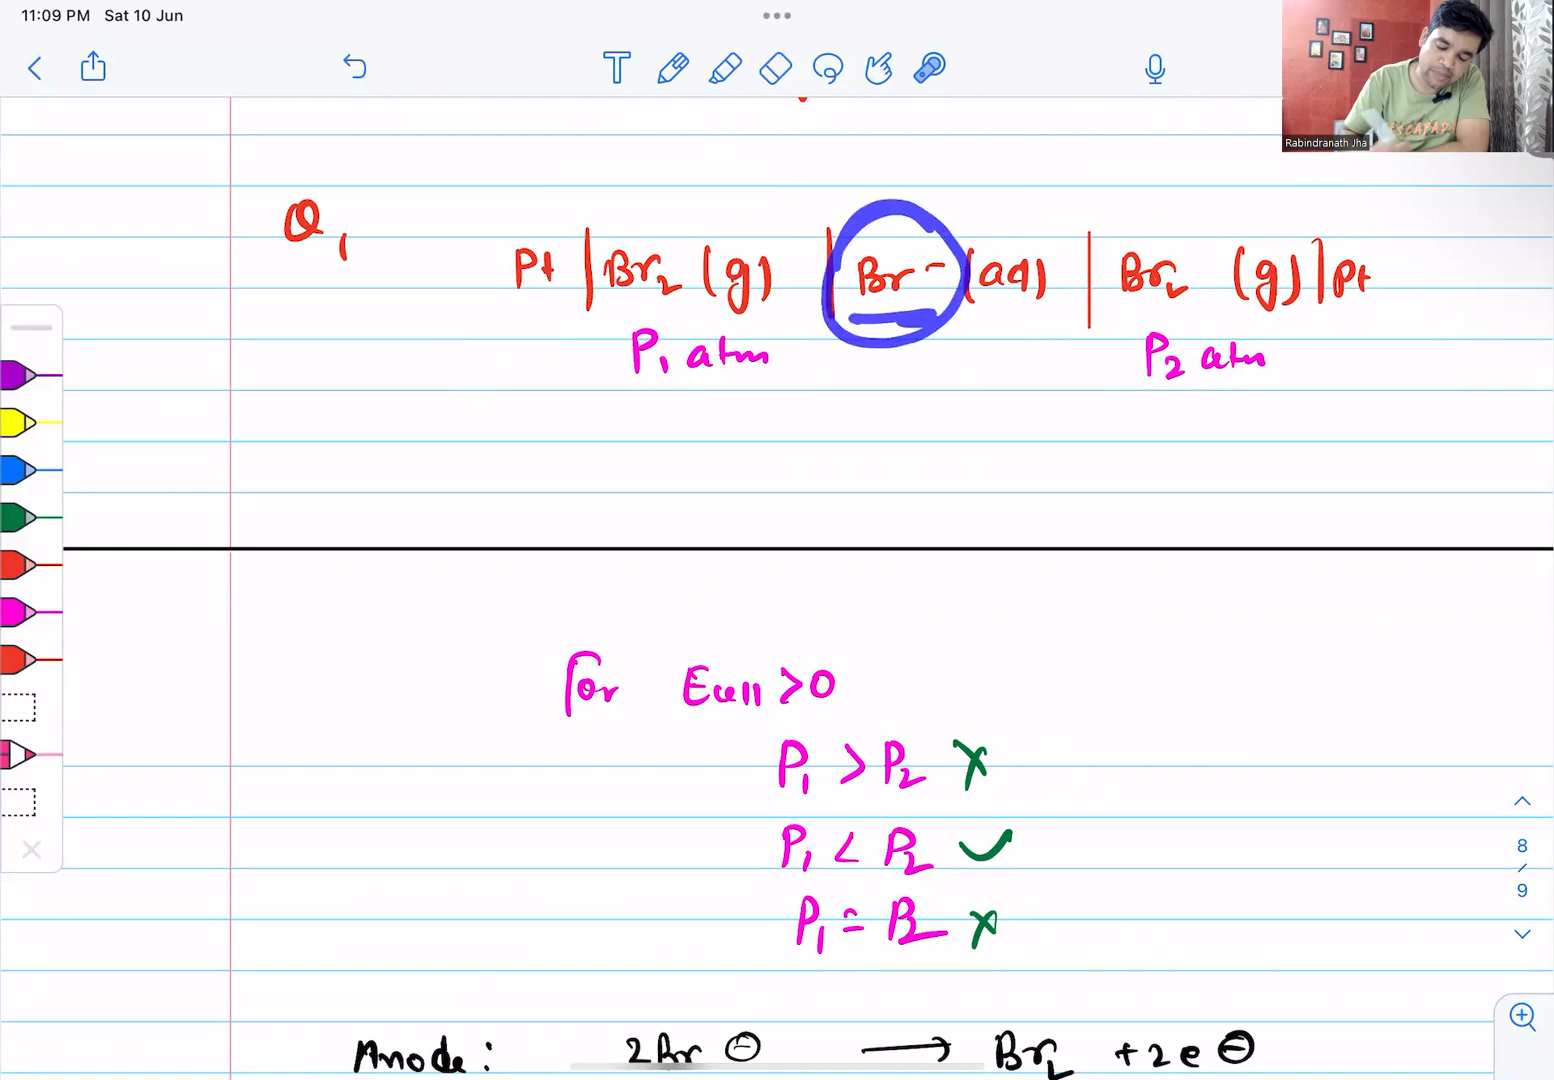 11:09 PM Sat 10 Jun
Rabindranath Jha
ESCAPAD
Q1
Pt | Br₂ (g) | Br⁻ (aq) | Br₂ (g) | Pt
P₁ atm P₂ atm
for Ecell > 0
P₁ > P₂ ✗
P₁ < P₂ ✓
P₁ = P₂ ✗
8
/
9
Anode : 2Br ⊖ ⟶ Br₂ + 2e ⊖